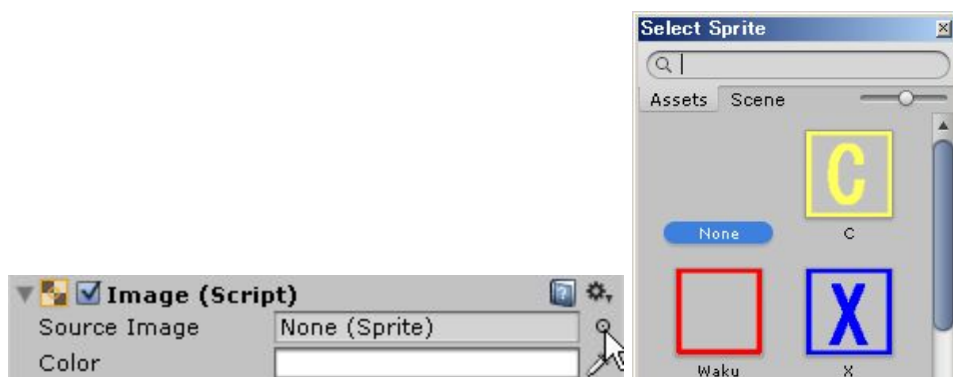 Image (Script)
Source Image None (Sprite)
Color
Select Sprite
Assets Scene
C
None C
X
Waku X